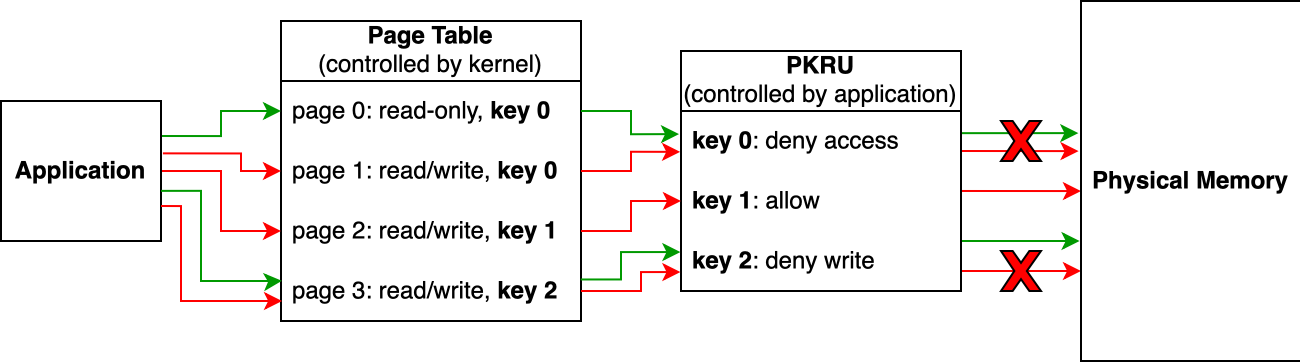 Application
Page Table
(controlled by kernel)
page 0: read-only, key 0
page 1: read/write, key 0
page 2: read/write, key 1
page 3: read/write, key 2
PKRU
(controlled by application)
key 0: deny access
key 1: allow
key 2: deny write
X
X
Physical Memory